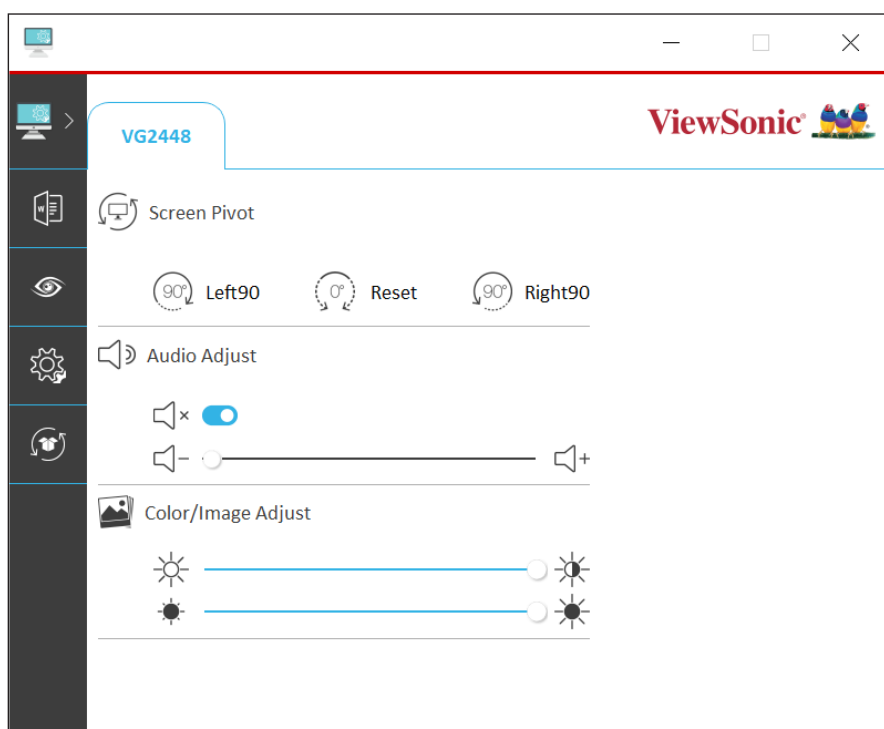 ViewSonic®
VG2448
Screen Pivot
90° Left90 0° Reset 90° Right90
Audio Adjust
Color/Image Adjust